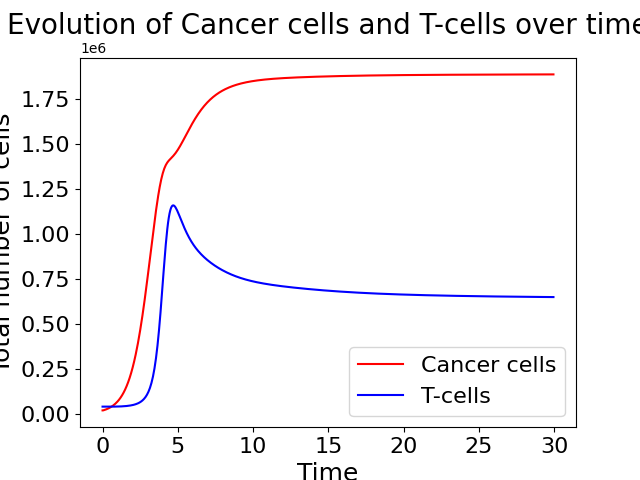 Evolution of Cancer cells and T-cells over time
1e6
Total number of cells
1.75
1.50
1.25
1.00
0.75
0.50
0.25
0.00
Cancer cells
T-cells
0 5 10 15 20 25 30
Time